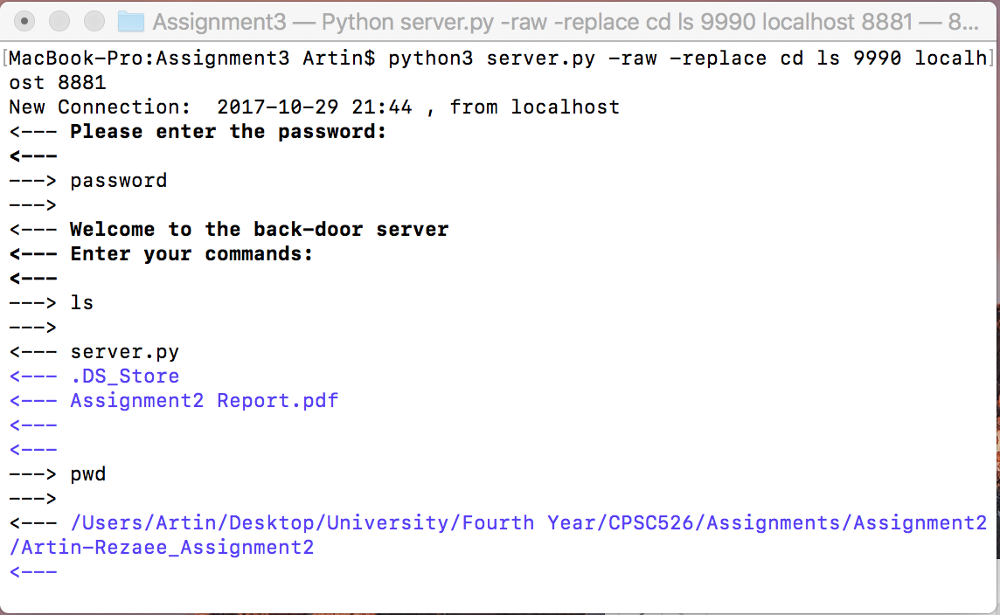 Assignment3 — Python server.py -raw -replace cd ls 9990 localhost 8881 — 8...
[MacBook-Pro:Assignment3 Artin$ python3 server.py -raw -replace cd ls 9990 localh]
ost 8881
New Connection:  2017-10-29 21:44 , from localhost
<--- Please enter the password:
<---
---> password
--->
<--- Welcome to the back-door server
<--- Enter your commands:
<---
---> ls
--->
<--- server.py
<--- .DS_Store
<--- Assignment2 Report.pdf
<---
<---
---> pwd
--->
<--- /Users/Artin/Desktop/University/Fourth Year/CPSC526/Assignments/Assignment2
/Artin-Rezaee_Assignment2
<---